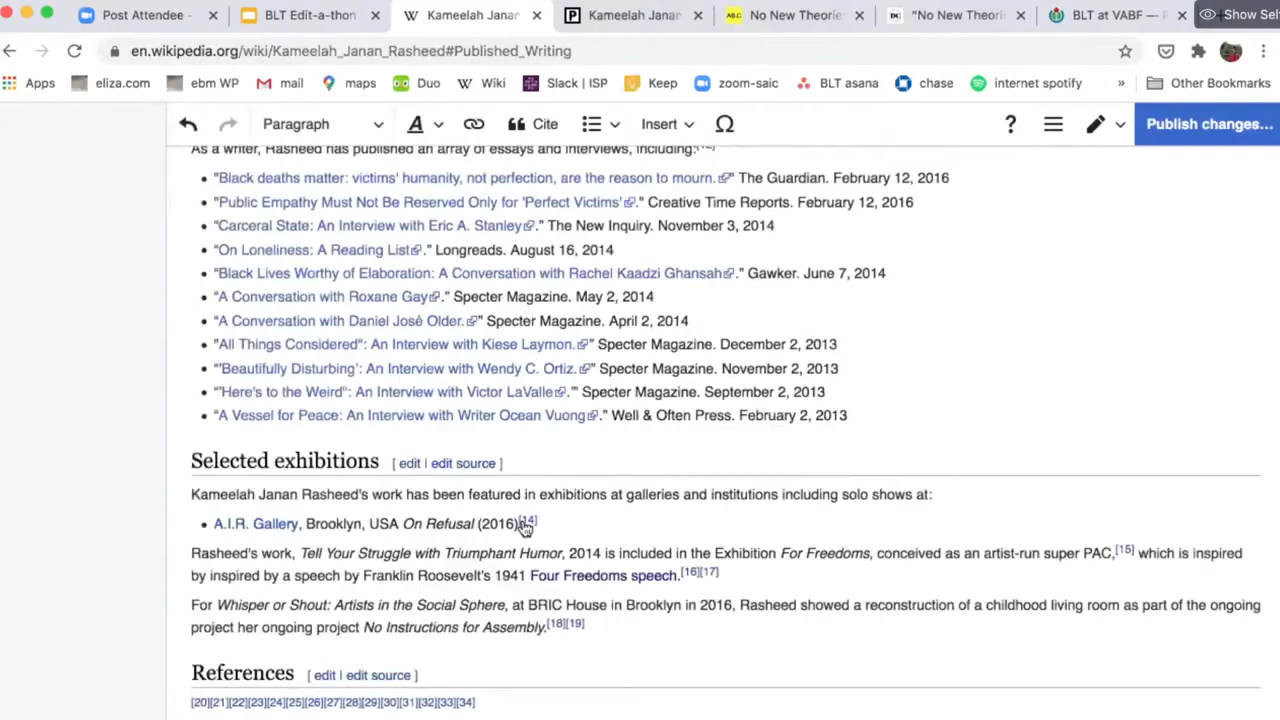 Post Attendee - × BLT Edit-a-thon × W Kameelah Janan × P Kameelah Janan × ABC No New Theories × "No New Theori × BLT at VABF — P × Show Sel
en.wikipedia.org/wiki/Kameelah_Janan_Rasheed#Published_Writing
Apps eliza.com ebm WP mail maps Duo Wiki Slack | ISP Keep zoom-saic BLT asana chase internet spotify » Other Bookmarks
Paragraph A Cite Insert Ω ? Publish changes...
As a writer, Rasheed has published an array of essays and interviews, including:
• "Black deaths matter: victims' humanity, not perfection, are the reason to mourn." The Guardian. February 12, 2016
• "Public Empathy Must Not Be Reserved Only for 'Perfect Victims'." Creative Time Reports. February 12, 2016
• "Carceral State: An Interview with Eric A. Stanley." The New Inquiry. November 3, 2014
• "On Loneliness: A Reading List." Longreads. August 16, 2014
• "Black Lives Worthy of Elaboration: A Conversation with Rachel Kaadzi Ghansah." Gawker. June 7, 2014
• "A Conversation with Roxane Gay." Specter Magazine. May 2, 2014
• "A Conversation with Daniel José Older." Specter Magazine. April 2, 2014
• "All Things Considered": An Interview with Kiese Laymon." Specter Magazine. December 2, 2013
• "'Beautifully Disturbing': An Interview with Wendy C. Ortiz." Specter Magazine. November 2, 2013
• "'Here's to the Weird": An Interview with Victor LaValle.'" Specter Magazine. September 2, 2013
• "A Vessel for Peace: An Interview with Writer Ocean Vuong." Well & Often Press. February 2, 2013
Selected exhibitions [ edit | edit source ]
Kameelah Janan Rasheed's work has been featured in exhibitions at galleries and institutions including solo shows at:
• A.I.R. Gallery, Brooklyn, USA On Refusal (2016)[14]
Rasheed's work, Tell Your Struggle with Triumphant Humor, 2014 is included in the Exhibition For Freedoms, conceived as an artist-run super PAC,[15] which is inspired
by inspired by a speech by Franklin Roosevelt's 1941 Four Freedoms speech.[16][17]
For Whisper or Shout: Artists in the Social Sphere, at BRIC House in Brooklyn in 2016, Rasheed showed a reconstruction of a childhood living room as part of the ongoing
project her ongoing project No Instructions for Assembly.[18][19]
References [ edit | edit source ]
[20][21][22][23][24][25][26][27][28][29][30][31][32][33][34]